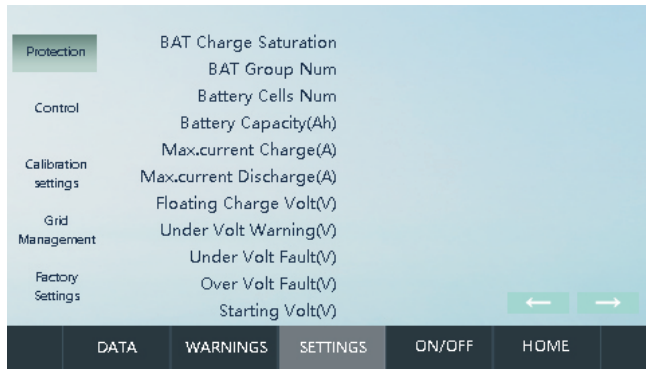 Protection
Control
Calibration
settings
Grid
Management
Factory
Settings
BAT Charge Saturation
BAT Group Num
Battery Cells Num
Battery Capacity(Ah)
Max.current Charge(A)
Max.current Discharge(A)
Floating Charge Volt(V)
Under Volt Warning(V)
Under Volt Fault(V)
Over Volt Fault(V)
Starting Volt(V)
← →
DATA WARNINGS SETTINGS ON/OFF HOME